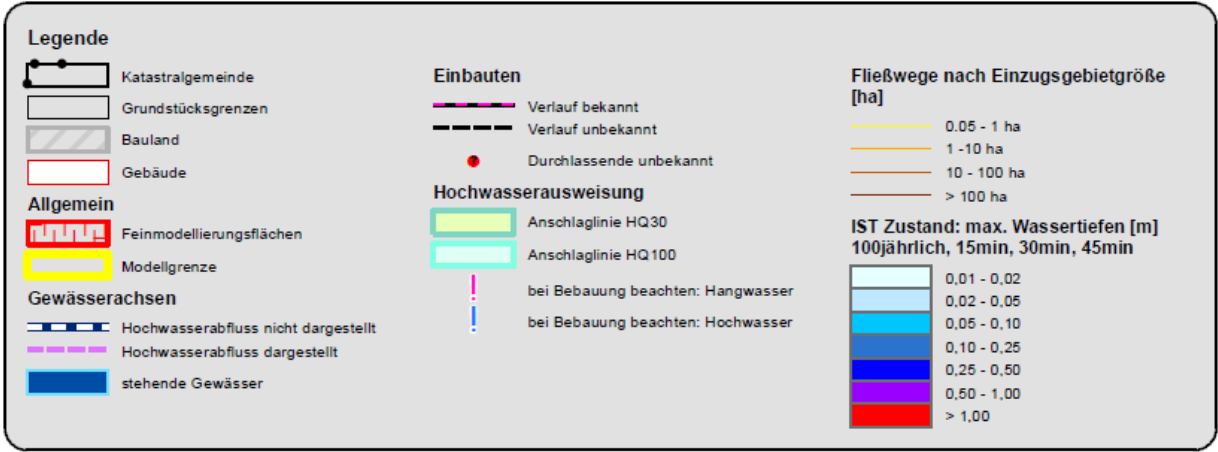 Legende
Katastralgemeinde
Grundstücksgrenzen
Bauland
Gebäude
Allgemein
Feinmodellierungsflächen
Modellgrenze
Gewässerachsen
Hochwasserabfluss nicht dargestellt
Hochwasserabfluss dargestellt
stehende Gewässer
Einbauten
Verlauf bekannt
Verlauf unbekannt
?
Durchlassende unbekannt
Hochwasserausweisung
Anschlaglinie HQ30
Anschlaglinie HQ100
! bei Bebauung beachten: Hangwasser
! bei Bebauung beachten: Hochwasser
Fließwege nach Einzugsgebietgröße
[ha]
0.05 - 1 ha
1 -10 ha
10 - 100 ha
> 100 ha
IST Zustand: max. Wassertiefen [m]
100jährlich, 15min, 30min, 45min
0,01 - 0,02
0,02 - 0,05
0,05 - 0,10
0,10 - 0,25
0,25 - 0,50
0,50 - 1,00
> 1,00